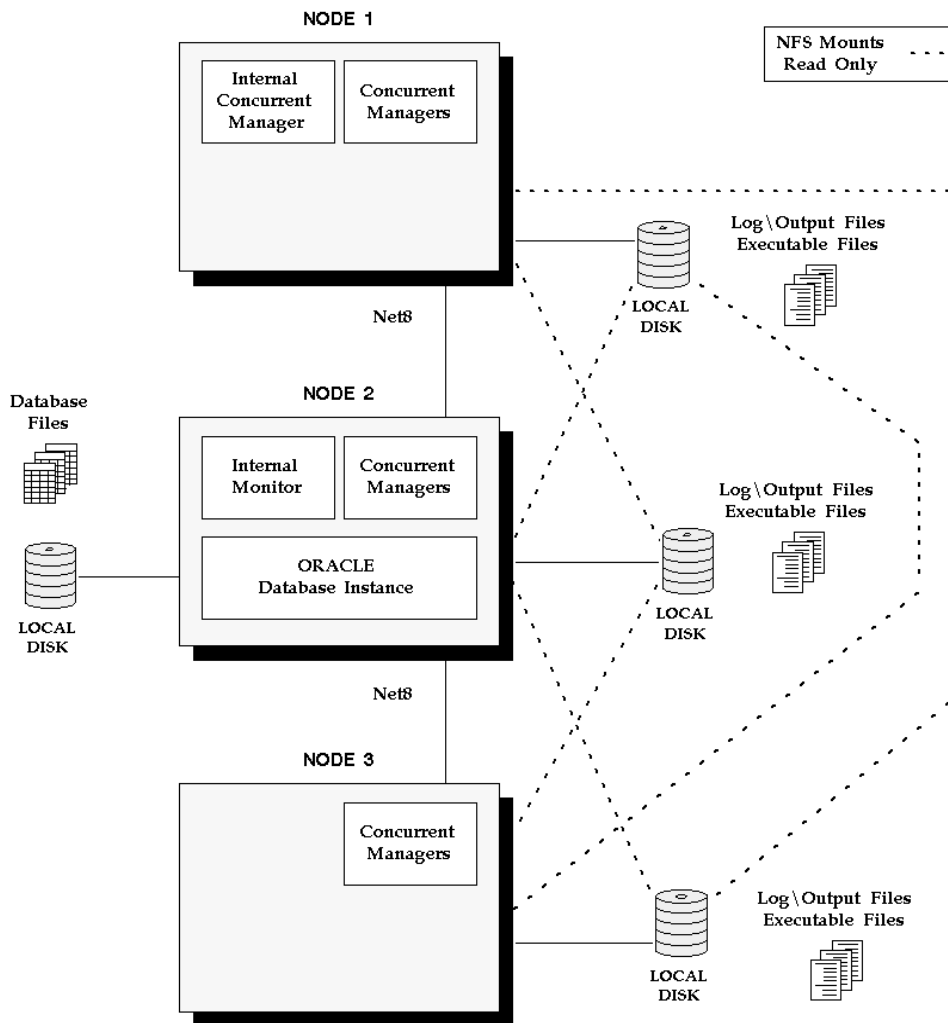 NODE 1
NFS Mounts
Read Only
Internal
Concurrent
Manager
Concurrent
Managers
Log\Output Files
Executable Files
LOCAL
DISK
Net8
NODE 2
Database
Files
Internal
Monitor
Concurrent
Managers
Log\Output Files
Executable Files
ORACLE
Database Instance
LOCAL
DISK
LOCAL
DISK
Net8
NODE 3
Concurrent
Managers
Log\Output Files
Executable Files
LOCAL
DISK